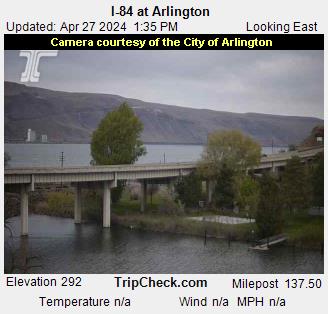 I-84 at Arlington
Updated: Apr 27 2024 1:35 PM Looking East
Camera courtesy of the City of Arlington
Elevation 292 TripCheck.com Milepost 137.50
Temperature n/a Wind n/a MPH n/a